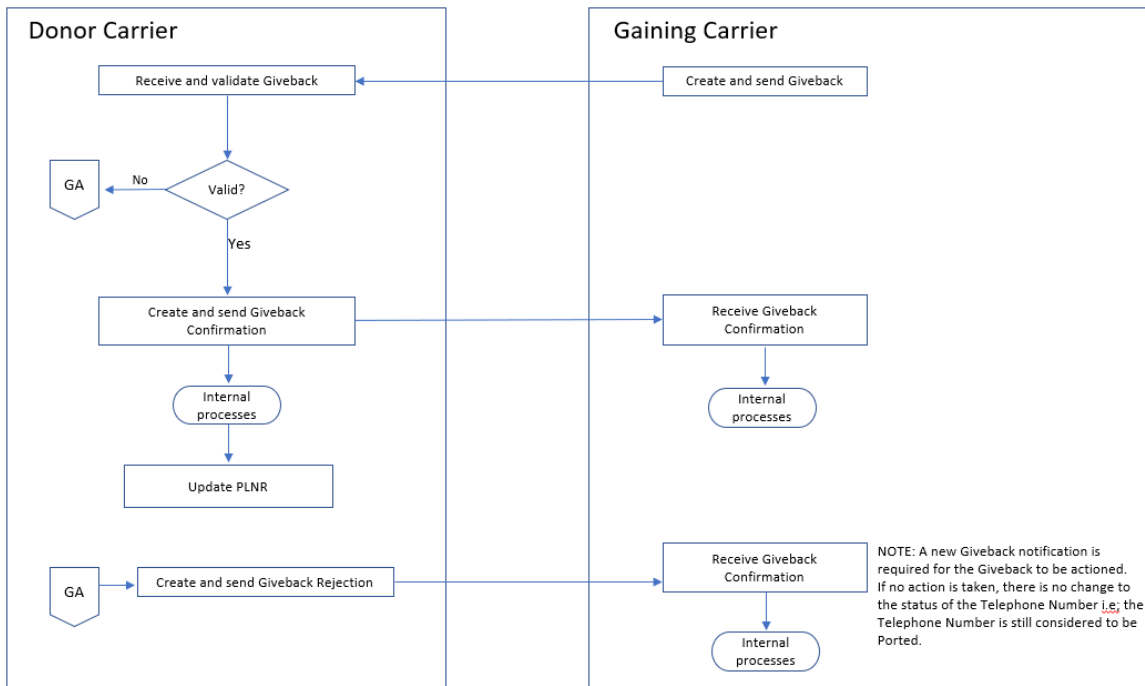 Donor Carrier
Gaining Carrier
Receive and validate Giveback
Create and send Giveback
GA
No
Valid?
Yes
Create and send Giveback
Confirmation
Receive Giveback
Confirmation
Internal
processes
Internal
processes
Update PLNR
GA
Create and send Giveback Rejection
Receive Giveback
Confirmation
Internal
processes
NOTE: A new Giveback notification is
required for the Giveback to be actioned.
If no action is taken, there is no change to
the status of the Telephone Number i.e; the
Telephone Number is still considered to be
Ported.